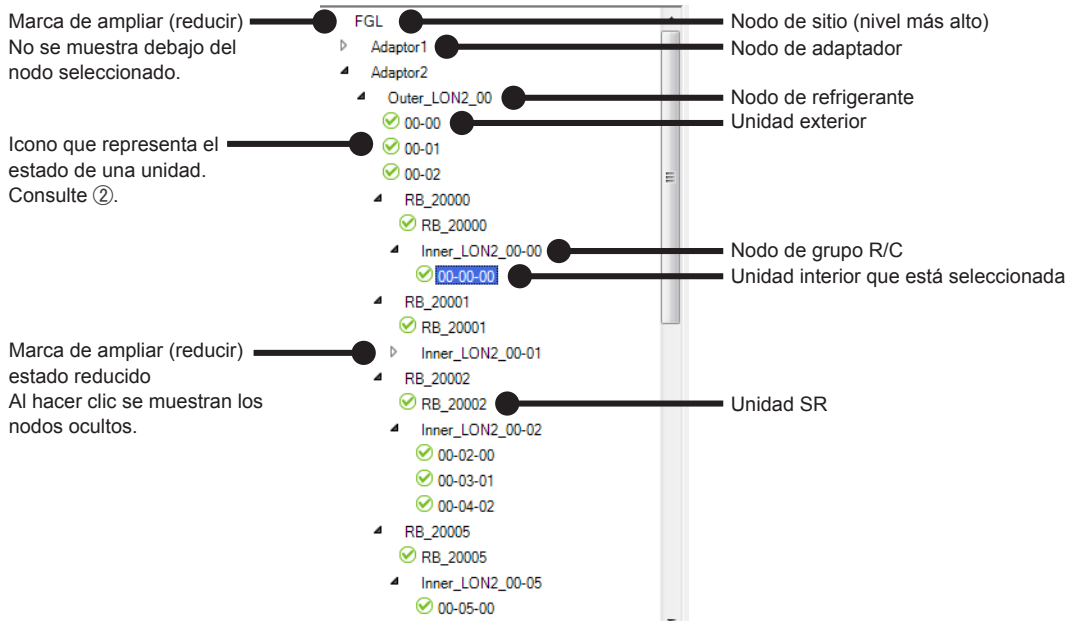 Marca de ampliar (reducir)
No se muestra debajo del
nodo seleccionado.
Icono que representa el
estado de una unidad.
Consulte ②.
Marca de ampliar (reducir)
estado reducido
Al hacer clic se muestran los
nodos ocultos.
FGL
Adaptor1
Adaptor2
Outer_LON2_00
00-00
00-01
00-02
RB_20000
RB_20000
Inner_LON2_00-00
00-00-00
RB_20001
RB_20001
Inner_LON2_00-01
RB_20002
RB_20002
Inner_LON2_00-02
00-02-00
00-03-01
00-04-02
RB_20005
RB_20005
Inner_LON2_00-05
00-05-00
Nodo de sitio (nivel más alto)
Nodo de adaptador
Nodo de refrigerante
Unidad exterior
Nodo de grupo R/C
Unidad interior que está seleccionada
Unidad SR